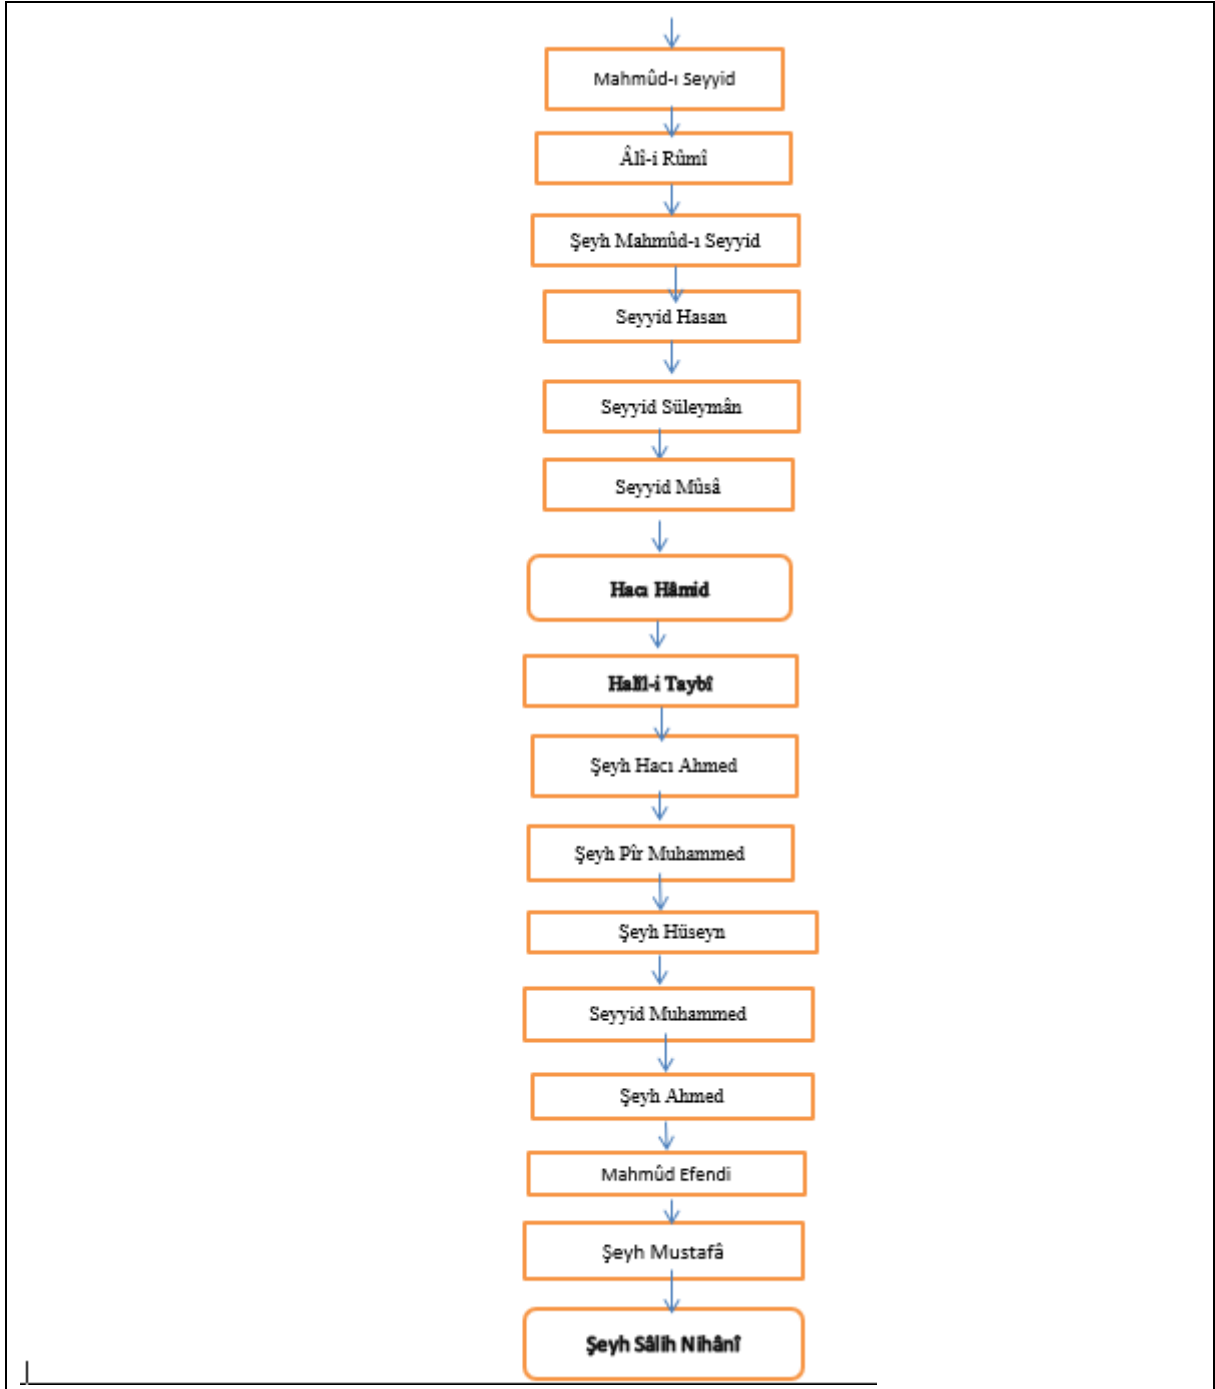 Mahmûd-ı Seyyid
Âlî-i Rûmî
Şeyh Mahmûd-ı Seyyid
Seyyid Hasan
Seyyid Süleymân
Seyyid Mûsâ
Hacı Hâmid
Halîl-i Taybî
Şeyh Hacı Ahmed
Şeyh Pîr Muhammed
Şeyh Hüseyn
Seyyid Muhammed
Şeyh Ahmed
Mahmûd Efendi
Şeyh Mustafâ
Şeyh Sâlih Nihânî